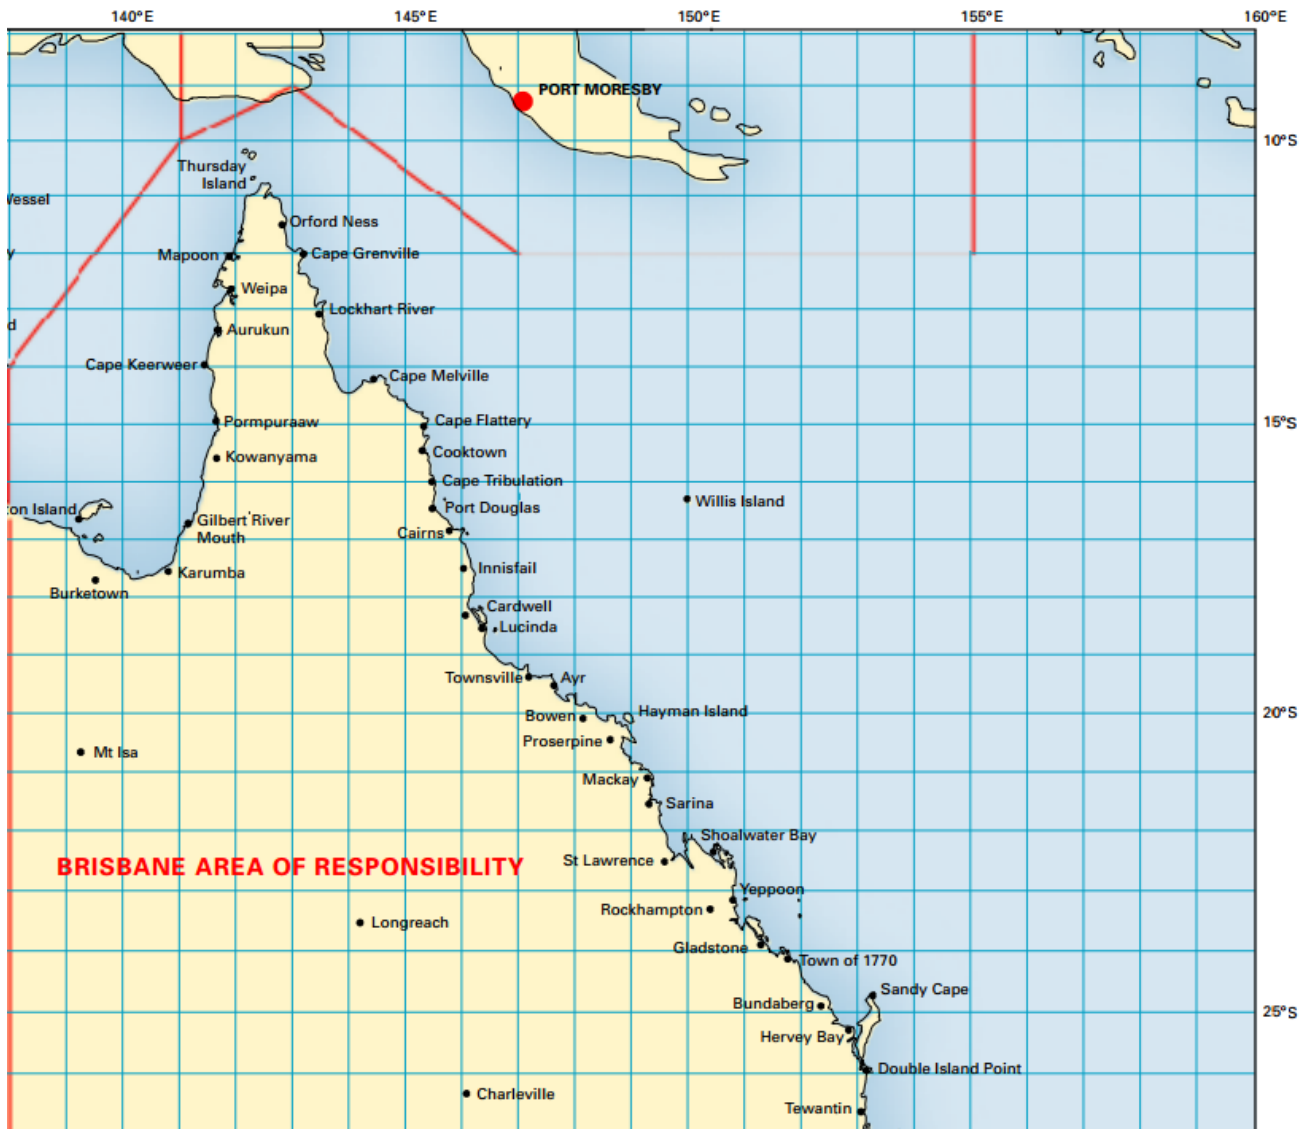 140°E 145°E 150°E 155°E 160°E
PORT MORESBY
10°S
Thursday
Island
Vessel
Orford Ness
y
Mapoon
Cape Grenville
Weipa
Lockhart River
d
Aurukun
Cape Keerweer
Cape Melville
Pormpuraaw
Cape Flattery
15°S
Kowanyama
Cooktown
Cape Tribulation
Willis Island
ton Island
Port Douglas
Gilbert River
Mouth
Cairns
Karumba
Innisfail
Burketown
Cardwell
Lucinda
Townsville
Ayr
Bowen
Hayman Island
20°S
Proserpine
Mt Isa
Mackay
Sarina
Shoalwater Bay
St Lawrence
BRISBANE AREA OF RESPONSIBILITY
Yeppoon
Rockhampton
Longreach
Gladstone
Town of 1770
Sandy Cape
Bundaberg
25°S
Hervey Bay
Double Island Point
Charleville
Tewantin